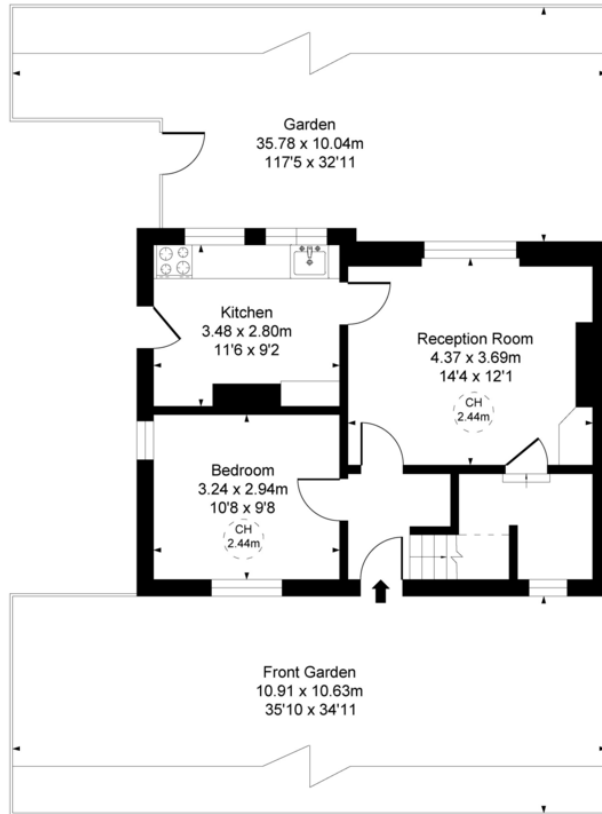 Garden
35.78 x 10.04m
117'5 x 32'11
Kitchen
3.48 x 2.80m
11'6 x 9'2
Reception Room
4.37 x 3.69m
14'4 x 12'1
CH
2.44m
Bedroom
3.24 x 2.94m
10'8 x 9'8
CH
2.44m
Front Garden
10.91 x 10.63m
35'10 x 34'11